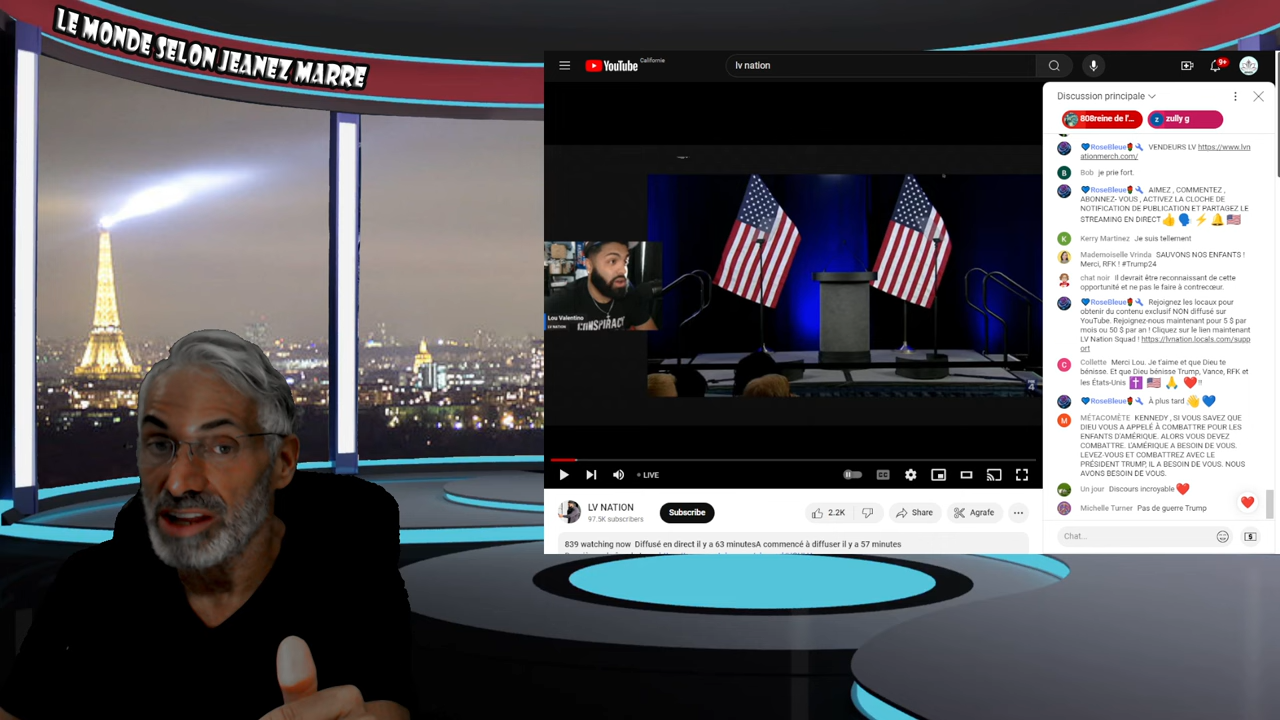 LE MONDE SELON JEANEZ MARRE
YouTube
Californie
lv nation
9+
Discussion principale
808reine de l'...
z zully g
RoseBleue VENDEURS LV https://www.lvn
ationmerch.com/
B Bob je prie fort.
RoseBleue AIMEZ , COMMENTEZ ,
ABONNEZ- VOUS , ACTIVEZ LA CLOCHE DE
NOTIFICATION DE PUBLICATION ET PARTAGEZ LE
STREAMING EN DIRECT 👍🗣️⚡🔔🇺🇸
K Kerry Martinez Je suis tellement
Mademoiselle Vrinda SAUVONS NOS ENFANTS !
Merci, RFK ! #Trump24
chat noir Il devrait être reconnaissant de cette
opportunité et ne pas le faire à contrecœur.
RoseBleue Rejoignez les locaux pour
obtenir du contenu exclusif NON diffusé sur
YouTube. Rejoignez-nous maintenant pour 5 $ par
mois ou 50 $ par an ! Cliquez sur le lien maintenant
LV Nation Squad ! https://lvnation.locals.com/supp
ort
C Collette Merci Lou. Je t'aime et que Dieu te
bénisse. Et que Dieu bénisse Trump, Vance, RFK et
les États-Unis ✝️🇺🇸🙏❤️!!
RoseBleue À plus tard 👋💙
M MÉTACOMÈTE KENNEDY , SI VOUS SAVEZ QUE
DIEU VOUS A APPELÉ À COMBATTRE POUR LES
ENFANTS D'AMÉRIQUE. ALORS VOUS DEVEZ
COMBATTRE. L'AMÉRIQUE A BESOIN DE VOUS.
LEVEZ-VOUS ET COMBATTREZ AVEC LE
PRÉSIDENT TRUMP, IL A BESOIN DE VOUS. NOUS
AVONS BESOIN DE VOUS.
Un jour Discours incroyable❤️
Michelle Turner Pas de guerre Trump
Chat...
Lou Valentino
LV NATION
CONSPIRAC
LIVE
CC
LV NATION
97.5K subscribers
Subscribe
2.2K
Share
Agrafe
839 watching now Diffusé en direct il y a 63 minutesA commencé à diffuser il y a 57 minutes